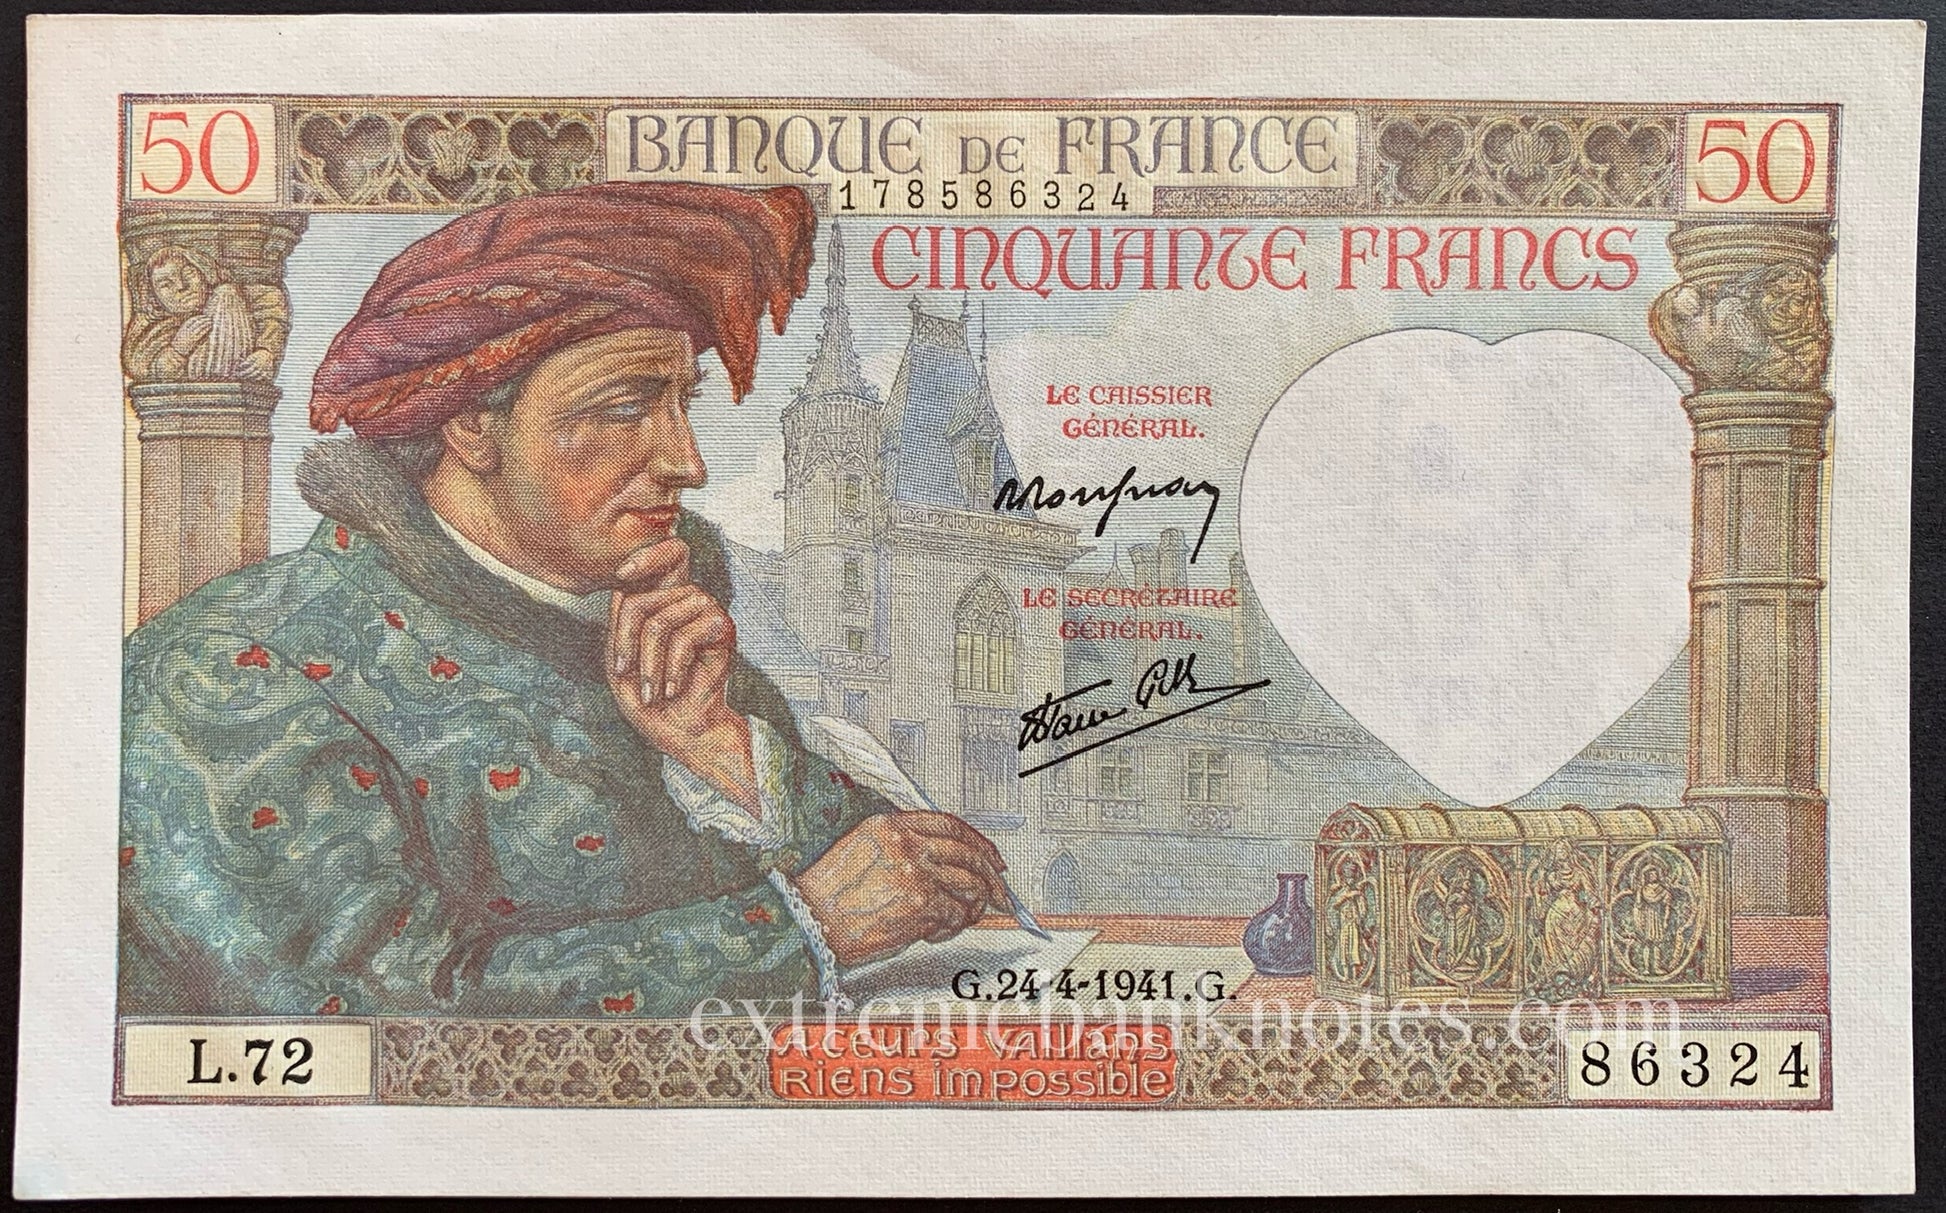 50
BANQUE DE FRANCE
50
178586324
CINQUANTE FRANCS
LE CAISSIER
GÉNÉRAL.
LE SECRÉTAIRE
GÉNÉRAL.
G.24-4-1941.G.
extremebanknotes.com
L.72
A CEURS VAILLANS
RIENS IMPOSSIBLE
86324